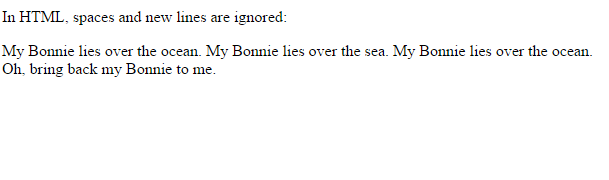 In HTML, spaces and new lines are ignored:
My Bonnie lies over the ocean. My Bonnie lies over the sea. My Bonnie lies over the ocean.
Oh, bring back my Bonnie to me.